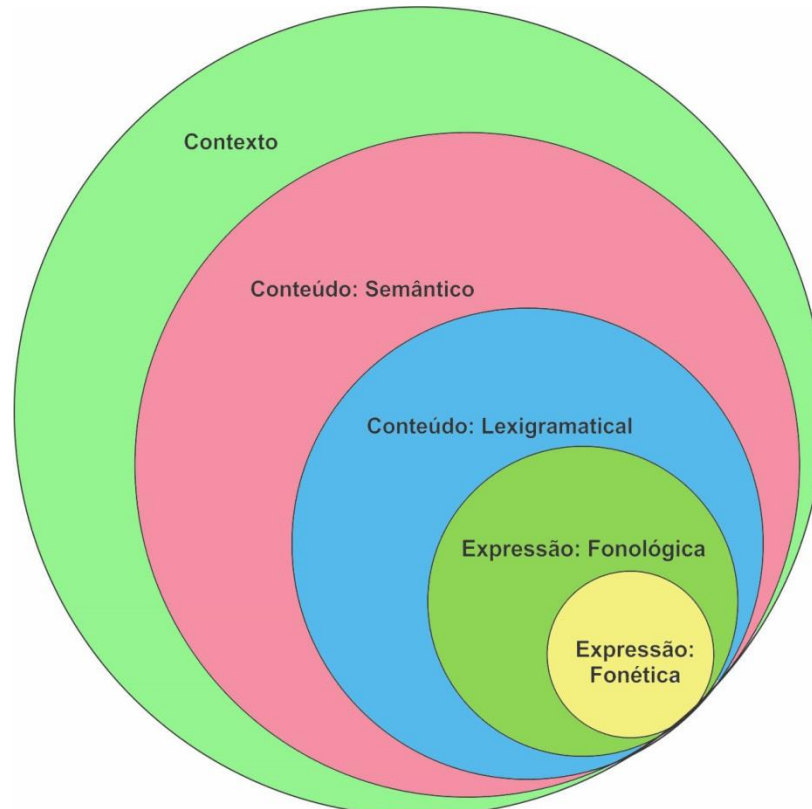 Contexto
Conteúdo: Semântico
Conteúdo: Lexigramatical
Expressão: Fonológica
Expressão:
Fonética